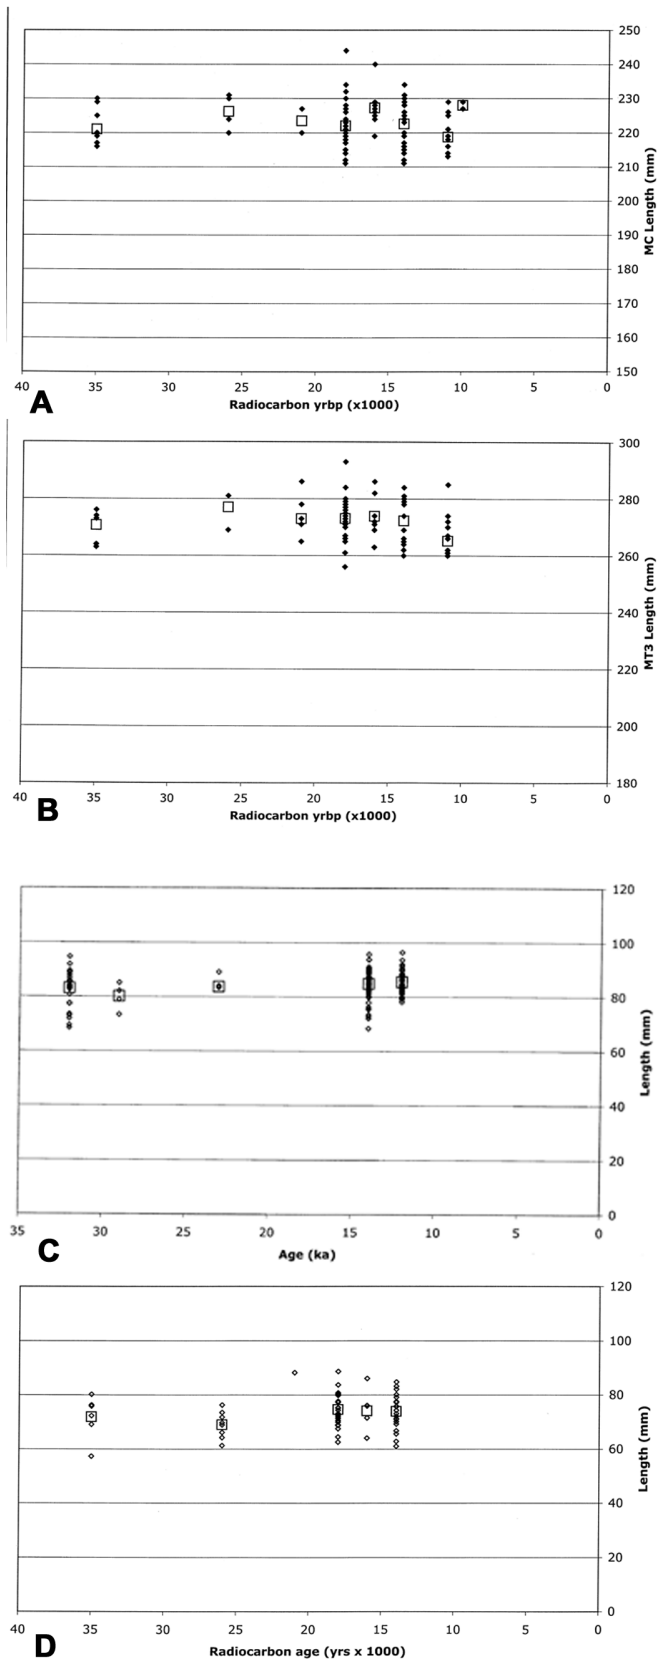 250
240
230
220
210
200
190
180
170
160
150
MC Length (mm)
40 35 30 25 20 15 10 5 0
A
Radiocarbon yrbp (x1000)
300
280
260
240
220
200
180
MT3 Length (mm)
40 35 30 25 20 15 10 5 0
B
Radiocarbon yrbp (x1000)
120
100
80
60
40
20
0
Length (mm)
35 30 25 20 15 10 5 0
C
Age (ka)
120
100
80
60
40
20
0
Length (mm)
40 35 30 25 20 15 10 5 0
D
Radiocarbon age (yrs x 1000)